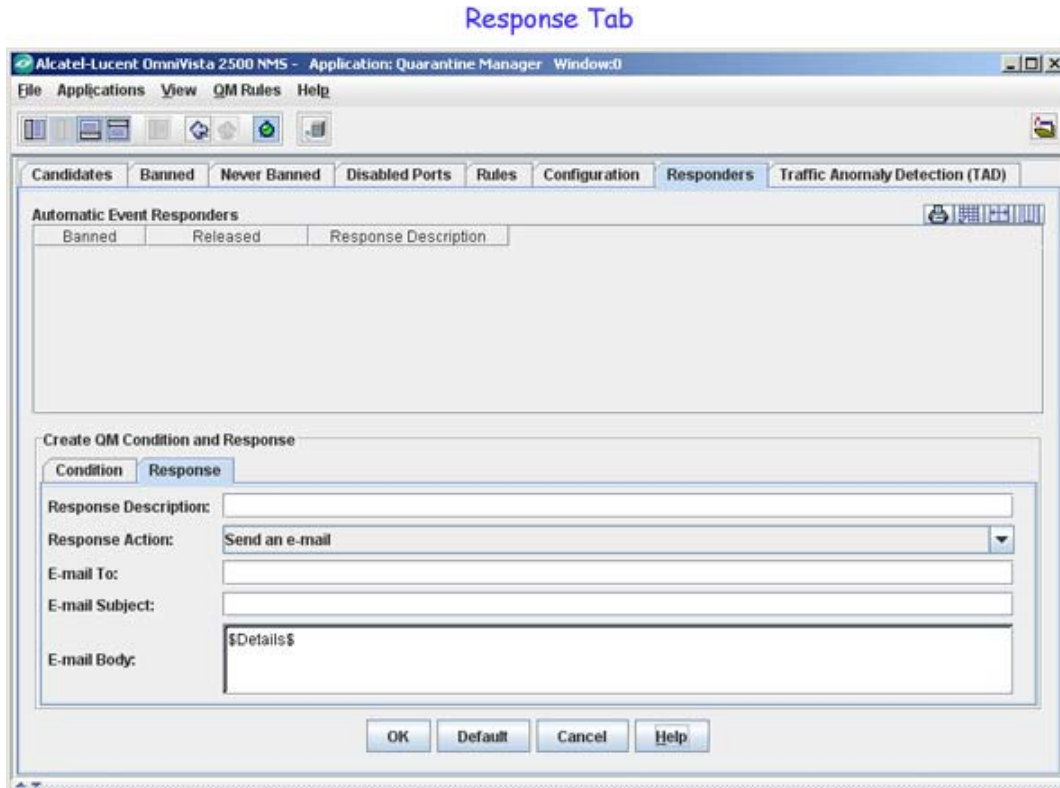 Response Tab
Alcatel-Lucent OmniVista 2500 NMS - Application: Quarantine Manager Window:0
File Applications View QM Rules Help
Candidates Banned Never Banned Disabled Ports Rules Configuration Responders Traffic Anomaly Detection (TAD)
Automatic Event Responders
Banned Released Response Description
Create QM Condition and Response
Condition Response
Response Description:
Response Action: Send an e-mail
E-mail To:
E-mail Subject:
E-mail Body: $Details$
OK Default Cancel Help